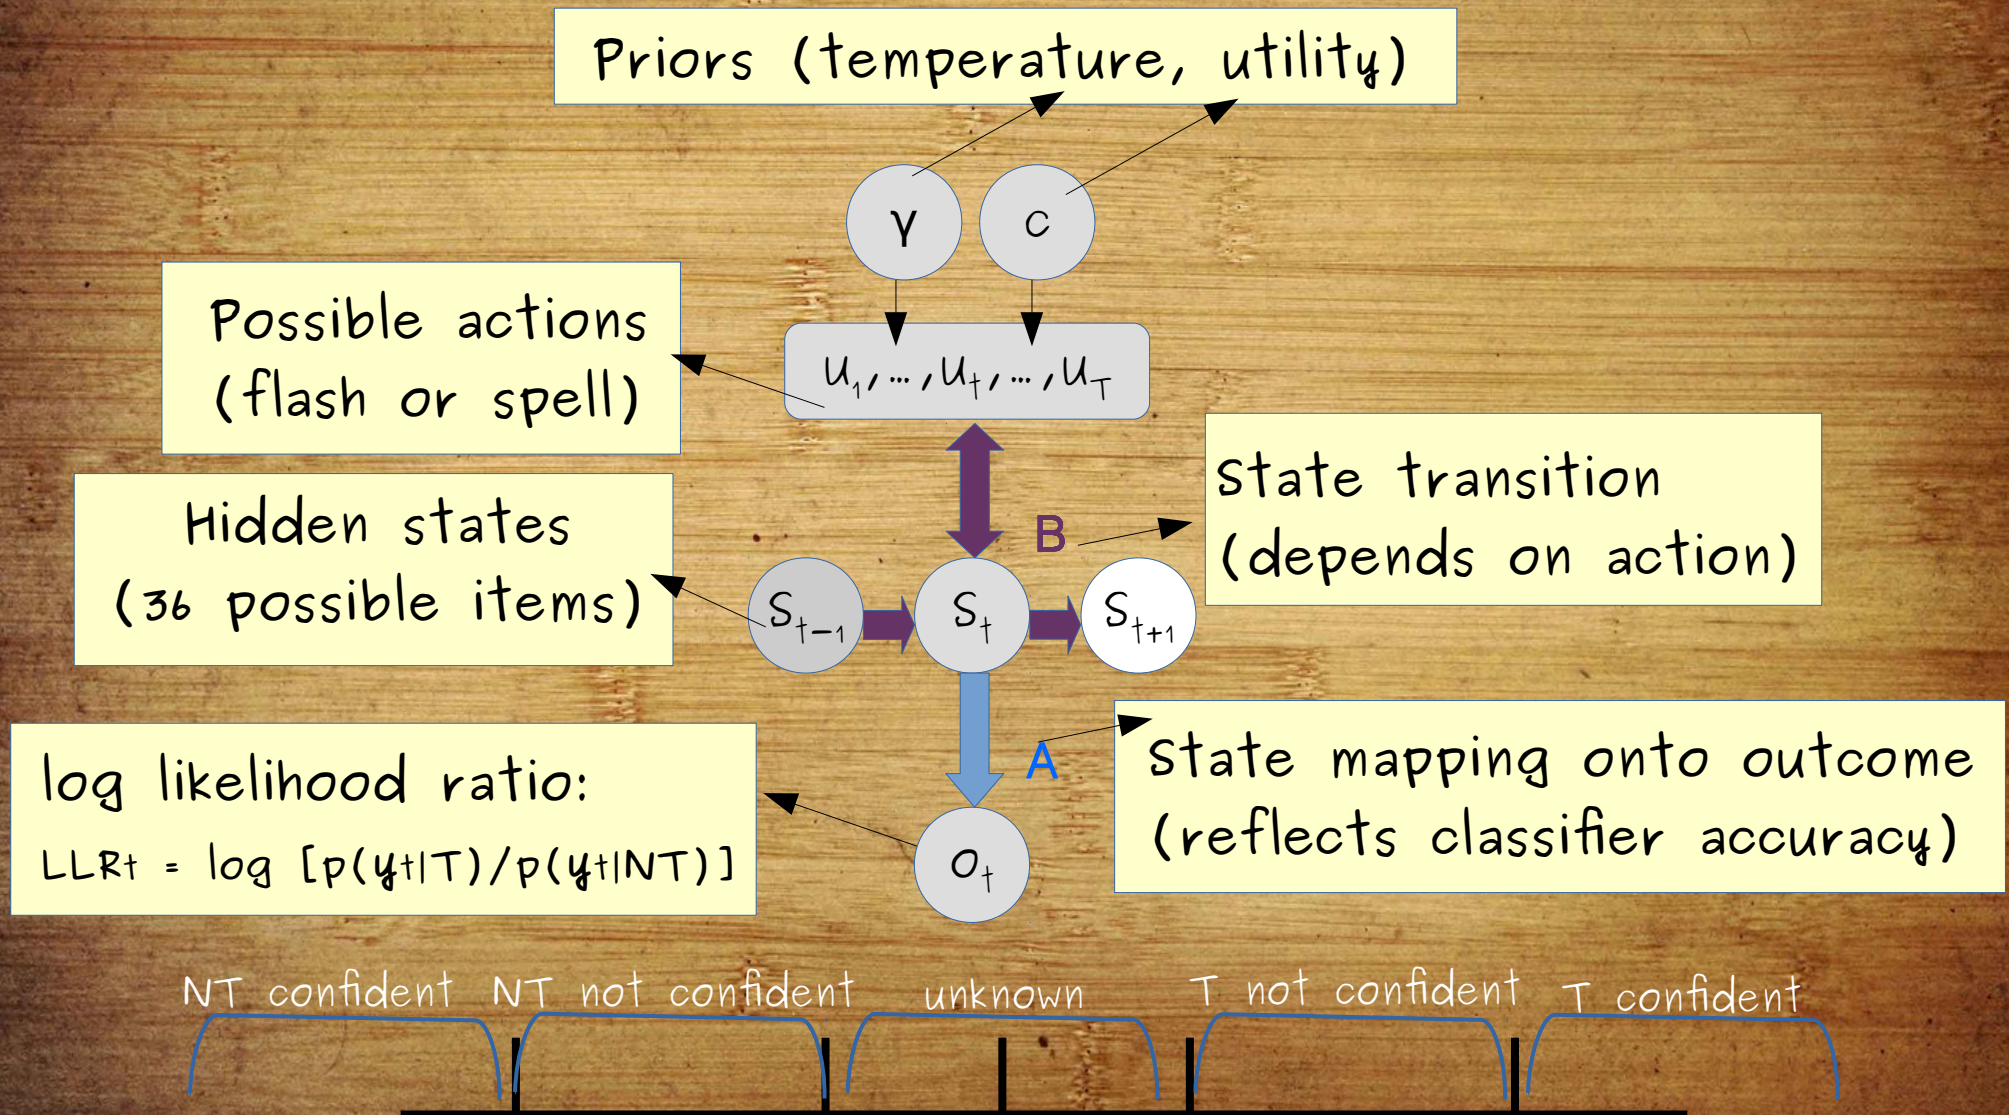 Priors (temperature, utility)
γ
c
Possible actions
(flash or spell)
U1,…,Ut,…,UT
State transition
(depends on action)
B
Hidden states
(36 possible items)
St-1
St
St+1
A
State mapping onto outcome
(reflects classifier accuracy)
log likelihood ratio:
LLRt = log [p(yt|T)/p(yt|NT)]
Ot
NT confident
NT not confident
unknown
T not confident
T confident